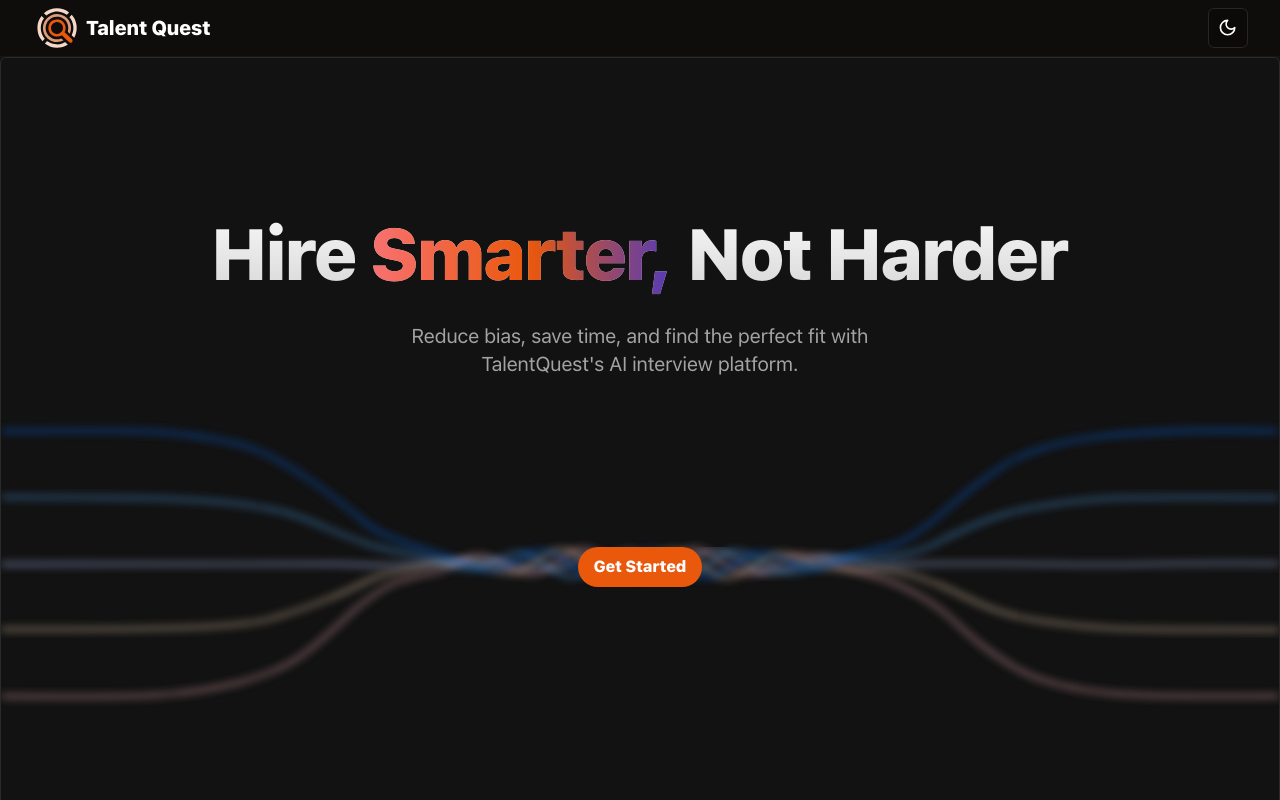 Talent Quest
Hire Smarter, Not Harder
Reduce bias, save time, and find the perfect fit with
TalentQuest's AI interview platform.
Get Started